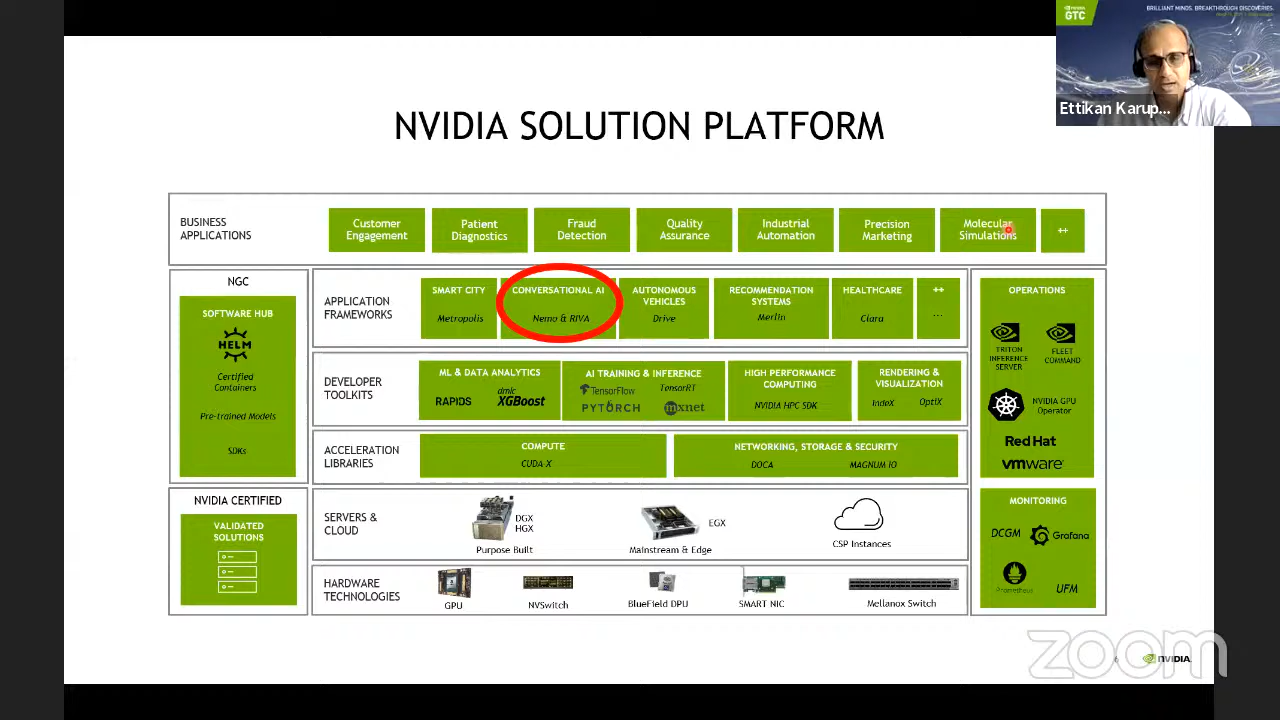 NVIDIA
GTC
BRILLIANT MINDS. BREAKTHROUGH DISCOVERIES.
Ettikan Karup...
NVIDIA SOLUTION PLATFORM
BUSINESS
APPLICATIONS
Customer
Engagement
Patient
Diagnostics
Fraud
Detection
Quality
Assurance
Industrial
Automation
Precision
Marketing
Molecular
Simulations
++
NGC
SOFTWARE HUB
HELM
Certified
Containers
Pre-trained Models
SDKs
APPLICATION
FRAMEWORKS
SMART CITY
Metropolis
CONVERSATIONAL AI
Nemo & RIVA
AUTONOMOUS
VEHICLES
Drive
RECOMMENDATION
SYSTEMS
Merlin
HEALTHCARE
Clara
++
...
DEVELOPER
TOOLKITS
ML & DATA ANALYTICS
RAPIDS
dmlc
XGBoost
AI TRAINING & INFERENCE
TensorFlow
TensorRT
PYTORCH
mxnet
HIGH PERFORMANCE
COMPUTING
NVIDIA HPC SDK
RENDERING &
VISUALIZATION
IndeX
OptiX
ACCELERATION
LIBRARIES
COMPUTE
CUDA-X
NETWORKING, STORAGE & SECURITY
DOCA
MAGNUM IO
OPERATIONS
TRITON
INFERENCE
SERVER
FLEET
COMMAND
NVIDIA GPU
Operator
Red Hat
vmware
NVIDIA CERTIFIED
VALIDATED
SOLUTIONS
SERVERS &
CLOUD
DGX
HGX
Purpose Built
EGX
Mainstream & Edge
CSP Instances
HARDWARE
TECHNOLOGIES
GPU
NVSwitch
BlueField DPU
SMART NIC
Mellanox Switch
MONITORING
DCGM
Grafana
Prometheus
UFM
zoom
NVIDIA